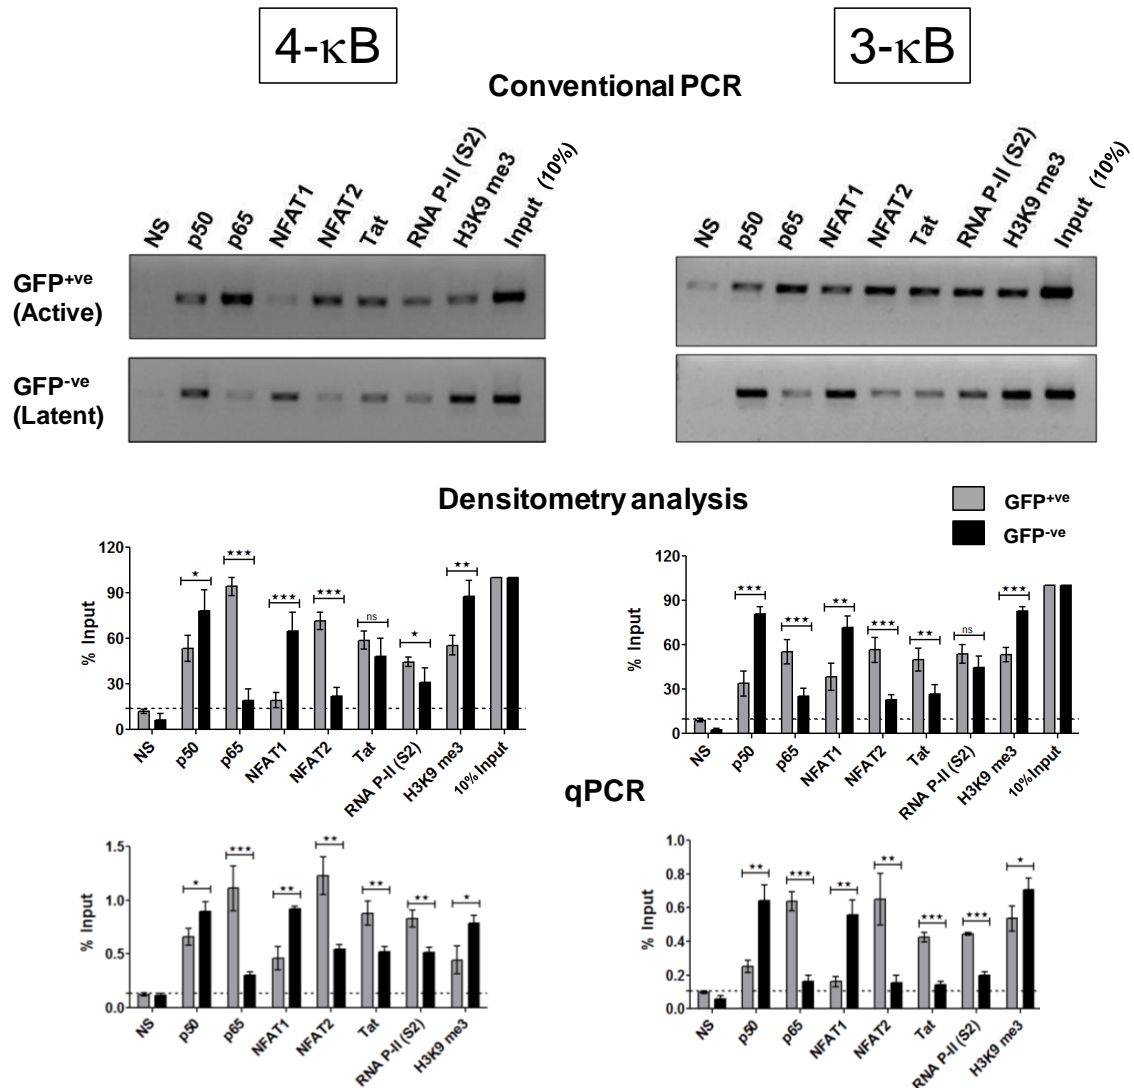 4-κB 3-κB
Conventional PCR
NS p50 p65 NFAT1 NFAT2 Tat RNA P-II (S2) H3K9 me3 Input (10%)
NS p50 p65 NFAT1 NFAT2 Tat RNA P-II (S2) H3K9 me3 Input (10%)
GFP+ve
(Active)
GFP-ve
(Latent)
Densitometry analysis
GFP+ve
GFP-ve
% Input
120
90
60
30
0
★ ★★★ ★★★ ★★★ ns ★ ★★
NS p50 p65 NFAT1 NFAT2 Tat RNA P-II (S2) H3K9 me3 10% Input
% Input
120
90
60
30
0
★★★ ★★★ ★★ ★★★ ★★ ns ★★★
NS p50 p65 NFAT1 NFAT2 Tat RNA P-II (S2) H3K9 me3 10% Input
qPCR
% Input
1.5
1.0
0.5
0.0
★ ★★★ ★★ ★★ ★★ ★★ ★
NS p50 p65 NFAT1 NFAT2 Tat RNA P-II (S2) H3K9 me3
% Input
1.0
0.8
0.6
0.4
0.2
0.0
★★ ★★★ ★★ ★★ ★★★ ★★★ ★
NS p50 p65 NFAT1 NFAT2 Tat RNA P-II (S2) H3K9 me3